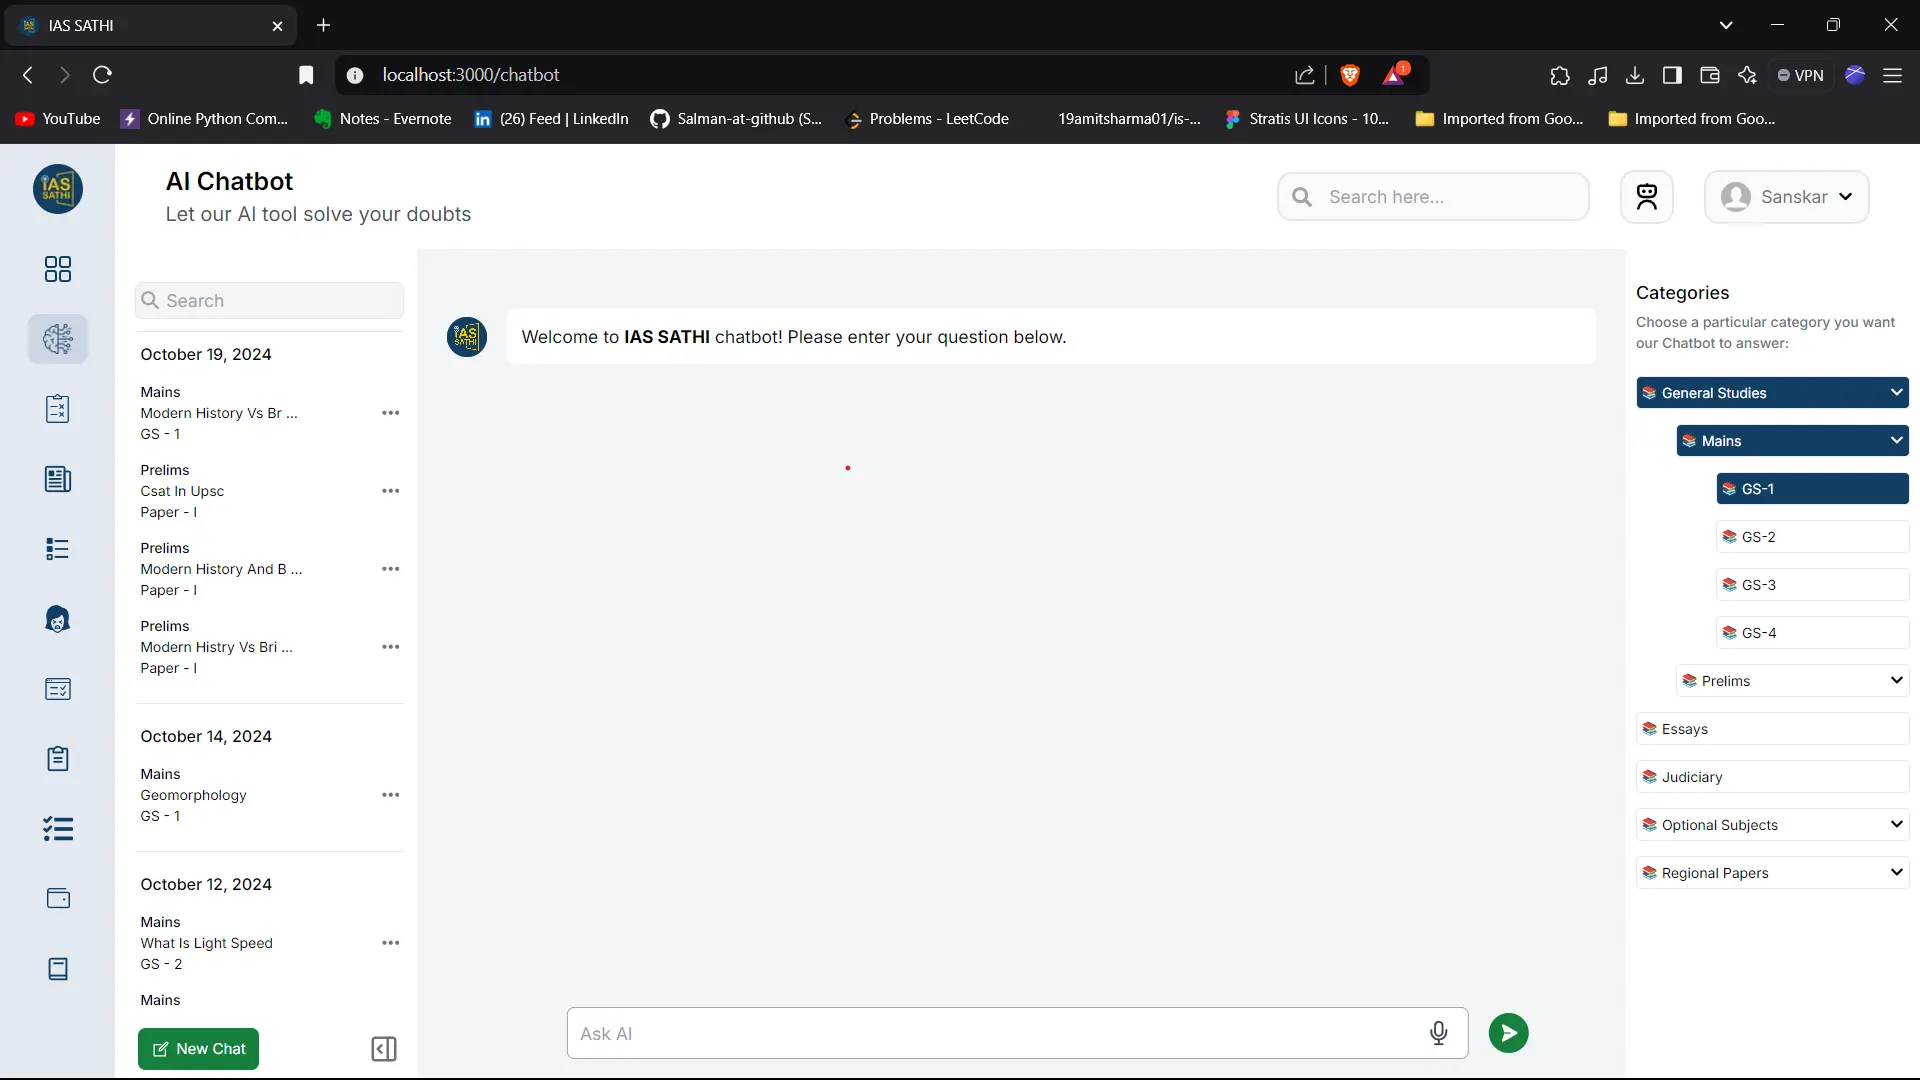 IAS SATHI
localhost:3000/chatbot
1
VPN
YouTube
Online Python Com...
Notes - Evernote
(26) Feed | LinkedIn
Salman-at-github (S...
Problems - LeetCode
19amitsharma01/is-...
Stratis UI Icons - 10...
Imported from Goo...
Imported from Goo...
IAS
SATHI
AI Chatbot
Let our AI tool solve your doubts
Search here...
Sanskar
Search
October 19, 2024
Mains
Modern History Vs Br ...
GS - 1
Prelims
Csat In Upsc
Paper - I
Prelims
Modern History And B ...
Paper - I
Prelims
Modern Histry Vs Bri ...
Paper - I
October 14, 2024
Mains
Geomorphology
GS - 1
October 12, 2024
Mains
What Is Light Speed
GS - 2
Mains
New Chat
IAS
SATHI
Welcome to IAS SATHI chatbot! Please enter your question below.
Ask AI
Categories
Choose a particular category you want
our Chatbot to answer:
General Studies
Mains
GS-1
GS-2
GS-3
GS-4
Prelims
Essays
Judiciary
Optional Subjects
Regional Papers